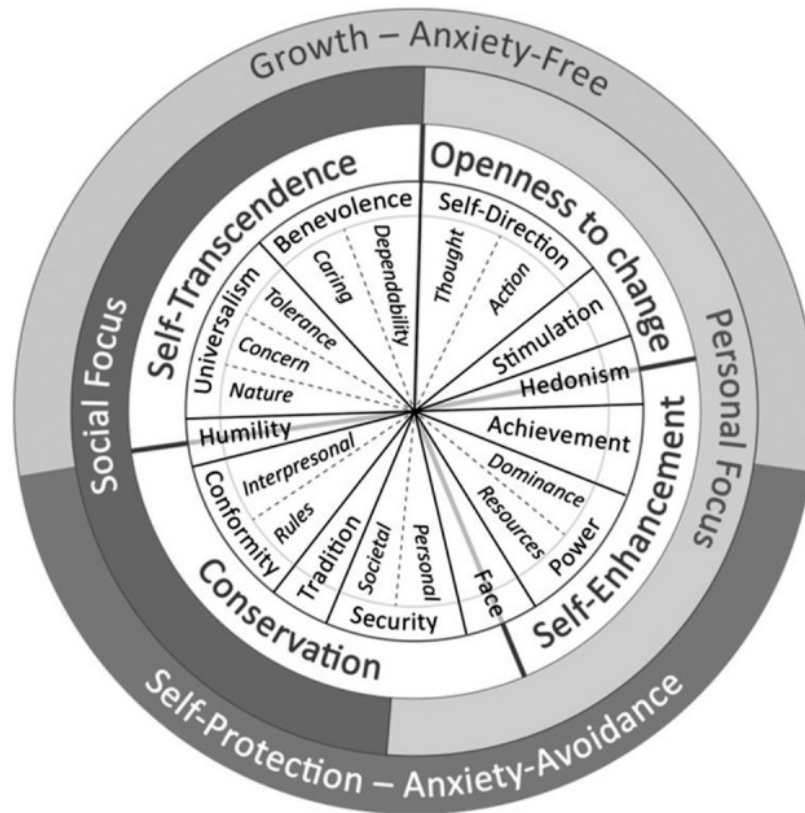 Growth – Anxiety-Free
Social Focus
Personal Focus
Self-Protection – Anxiety-Avoidance
Self-Transcendence
Openness to change
Self-Enhancement
Conservation
Benevolence
Caring
Dependability
Self-Direction
Thought
Action
Stimulation
Hedonism
Achievement
Dominance
Resources
Power
Face
Security
Personal
Societal
Tradition
Conformity
Rules
Interpresonal
Humility
Universalism
Nature
Concern
Tolerance